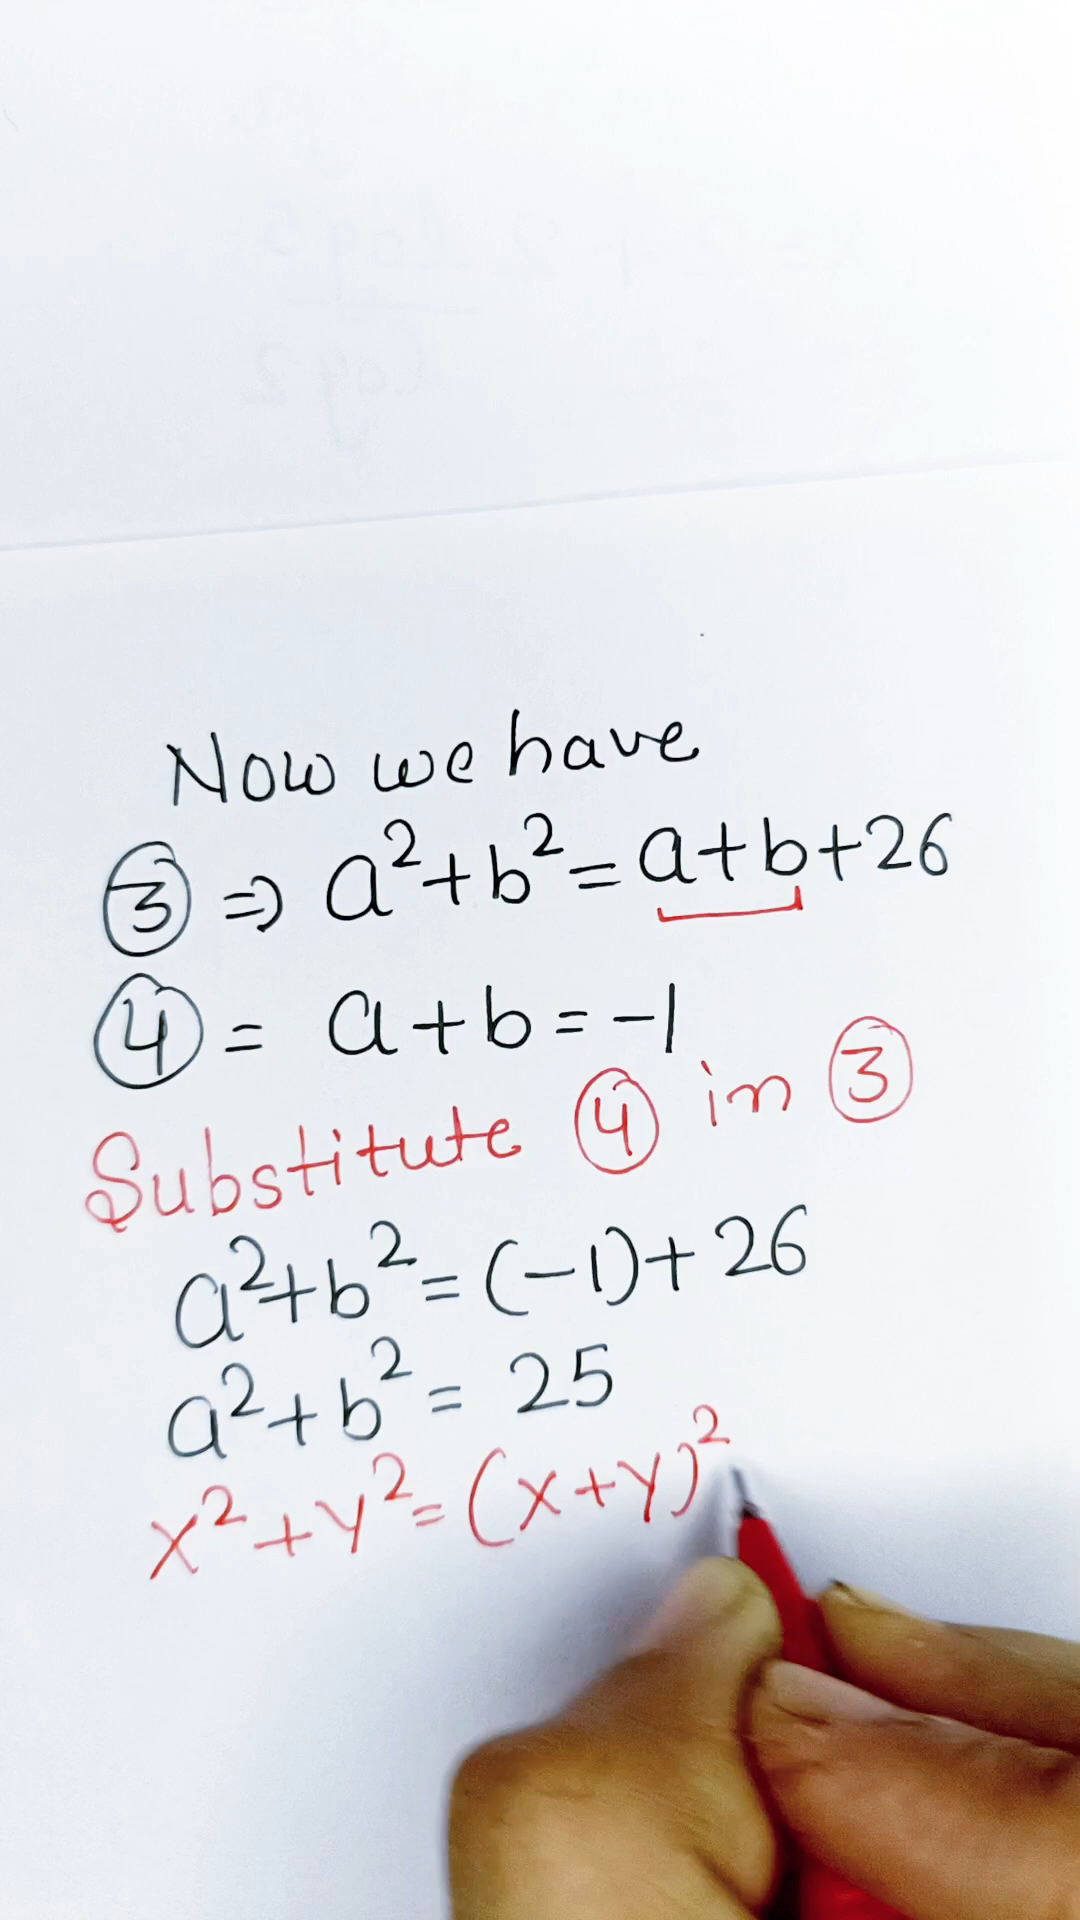 Now we have
③ ⇒ a²+b²=a+b+26
④ = a+b=-1
Substitute ④ in ③
a²+b²=(-1)+26
a²+b²= 25
x²+y²=(x+y)²